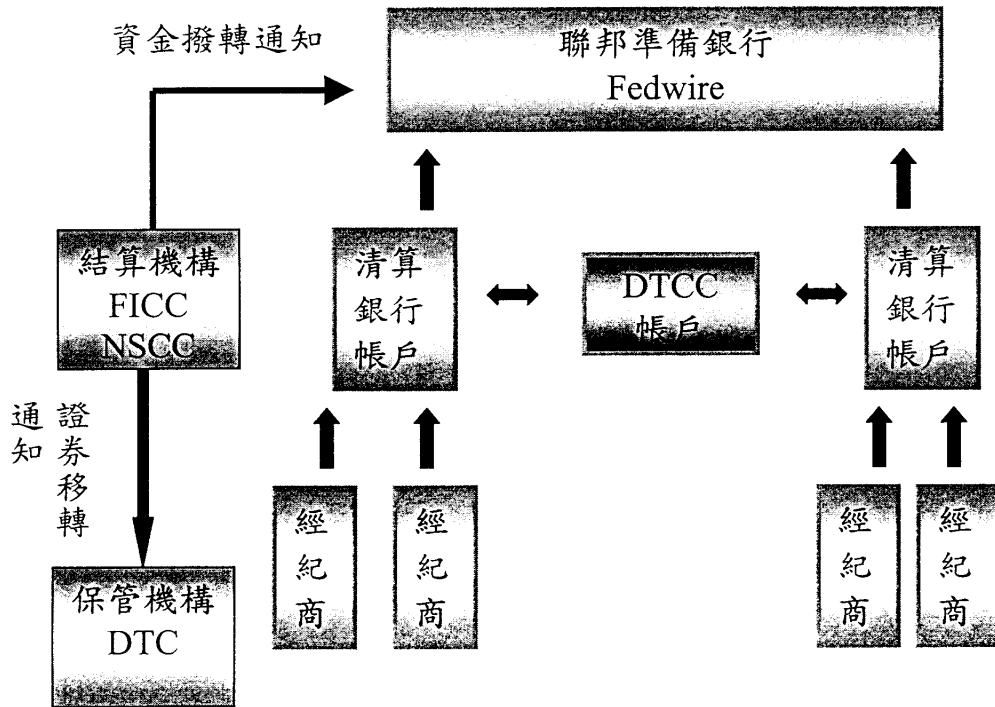 資金撥轉通知
聯邦準備銀行
Fedwire
結算機構
FICC
NSCC
清算
銀行
帳戶
DTCC
帳戶
清算
銀行
帳戶
證券移轉
通知
保管機構
DTC
經紀商
經紀商
經紀商
經紀商